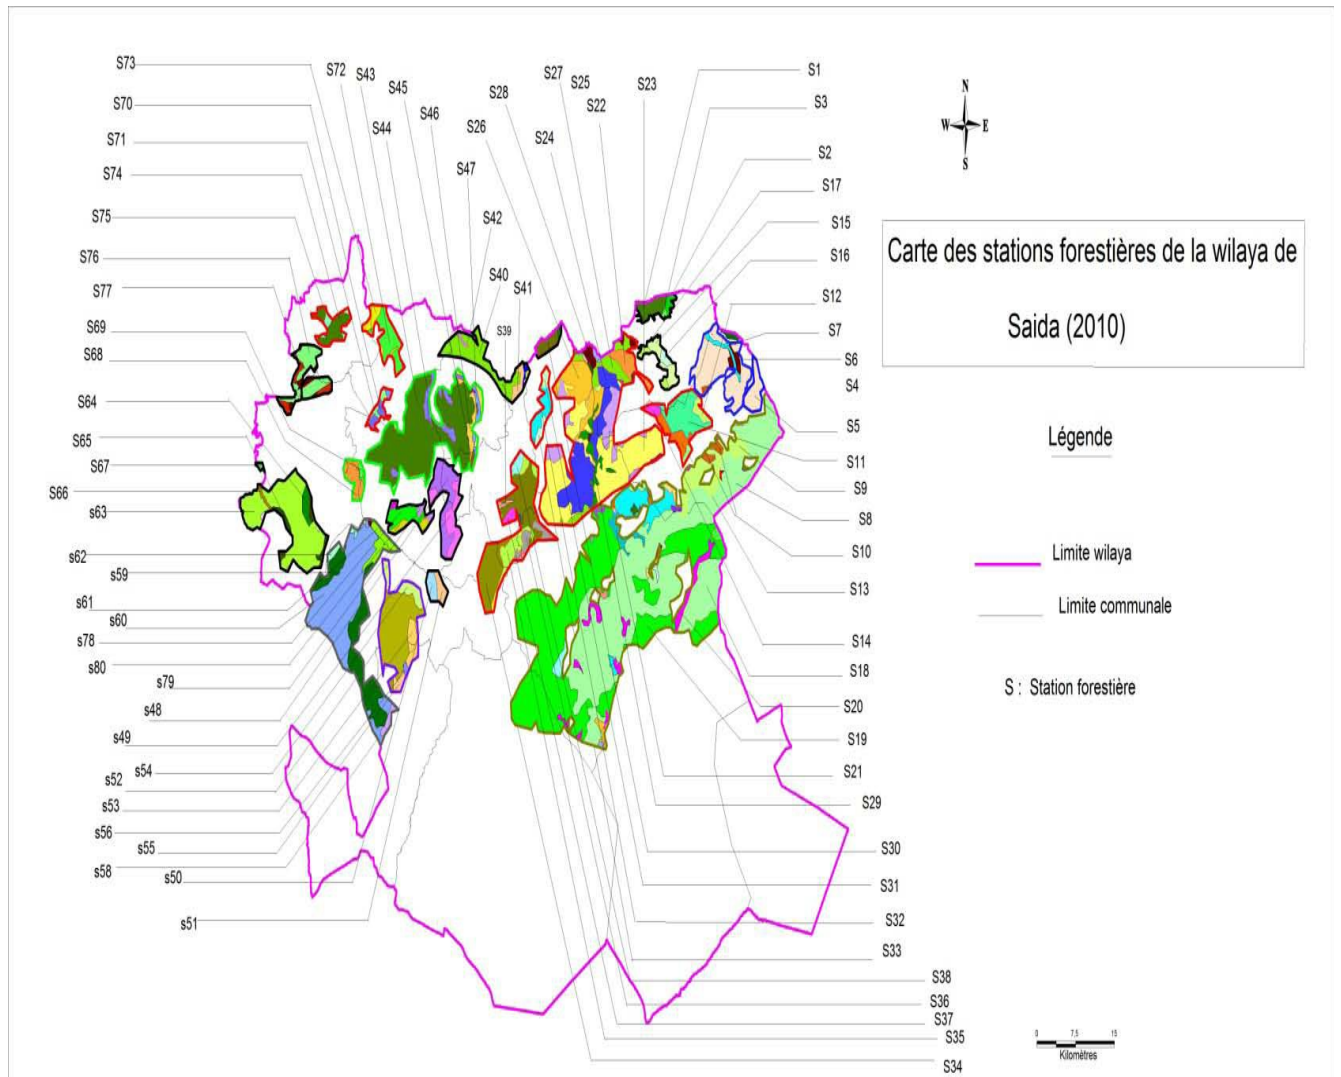 S73
S70
S71
S74
S75
S76
S77
S69
S68
S64
S65
S67
S66
s63
s62
s59
s61
s60
s78
s80
s79
s48
s49
s54
s52
s53
s56
s55
s58
s50
s51
S72
S43
S44
S45
S46
S47
S42
S40
S41
S39
S26
S28
S24
S27
S25
S22
S23
S1
S3
S2
S17
S15
S16
S12
S7
S6
S4
S5
S11
S9
S8
S10
S13
S14
S18
S20
S19
S21
S29
S30
S31
S32
S33
S38
S36
S37
S35
S34
N
W
E
S
Carte des stations forestières de la wilaya de
Saida (2010)
Légende
Limite wilaya
Limite communale
S : Station forestière
0 7,5 15
Kilomètres